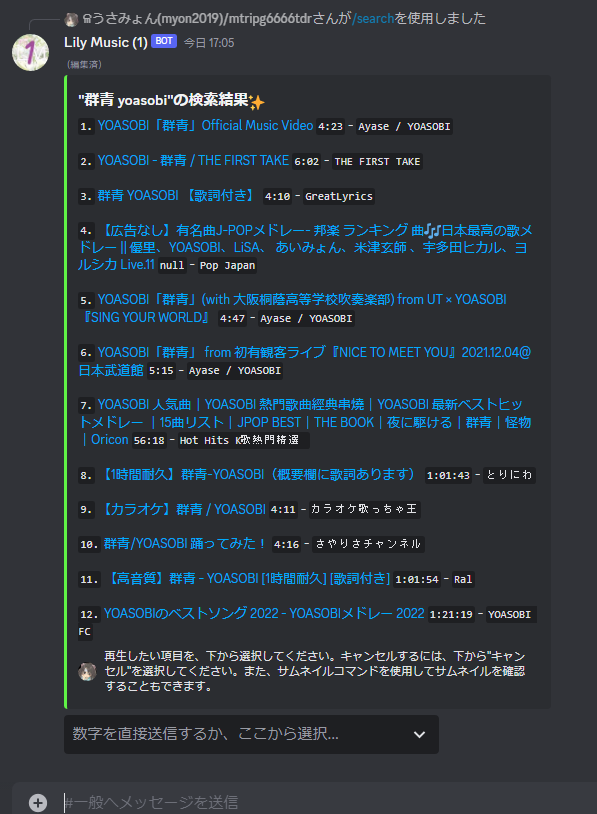 ฅうさみょん(myon2019)/mtripg6666tdrさんが/searchを使用しました
Lily Music (1) BOT 今日 17:05
(編集済)
"群青 yoasobi"の検索結果✨
1. YOASOBI「群青」Official Music Video 4:23 - Ayase / YOASOBI
2. YOASOBI - 群青 / THE FIRST TAKE 6:02 - THE FIRST TAKE
3. 群青 YOASOBI 【歌詞付き】 4:10 - GreatLyrics
4. 【広告なし】有名曲J-POPメドレー - 邦楽 ランキング 曲🎶日本最高の歌メ
ドレー || 優里、YOASOBI、LiSA、 あいみょん、米津玄師 、宇多田ヒカル、ヨ
ルシカ Live.11 null - Pop Japan
5. YOASOBI「群青」(with 大阪桐蔭高等学校吹奏楽部) from UT × YOASOBI
『SING YOUR WORLD』 4:47 - Ayase / YOASOBI
6. YOASOBI「群青」 from 初有観客ライブ『NICE TO MEET YOU』2021.12.04@
日本武道館 5:15 - Ayase / YOASOBI
7. YOASOBI 人気曲｜YOASOBI 熱門歌曲經典串燒｜YOASOBI 最新ベストヒッ
トメドレー ｜15曲リスト｜JPOP BEST｜THE BOOK｜夜に駆ける｜群青｜怪物
｜Oricon 56:18 - Hot Hits K歌熱門精選
8. 【1時間耐久】群青-YOASOBI（概要欄に歌詞あります） 1:01:43 - とりにわ
9. 【カラオケ】群青 / YOASOBI 4:11 - カラオケ歌っちゃ王
10. 群青/YOASOBI 踊ってみた！ 4:16 - さやりさチャンネル
11. 【高音質】群青 - YOASOBI [1時間耐久] [歌詞付き] 1:01:54 - Ral
12. YOASOBIのベストソング 2022 - YOASOBIメドレー 2022 1:21:19 - YOASOBI
FC
再生したい項目を、下から選択してください。キャンセルするには、下から"キャン
セル"を選択してください。また、サムネイルコマンドを使用してサムネイルを確認
することもできます。
数字を直接送信するか、ここから選択...
#一般へメッセージを送信